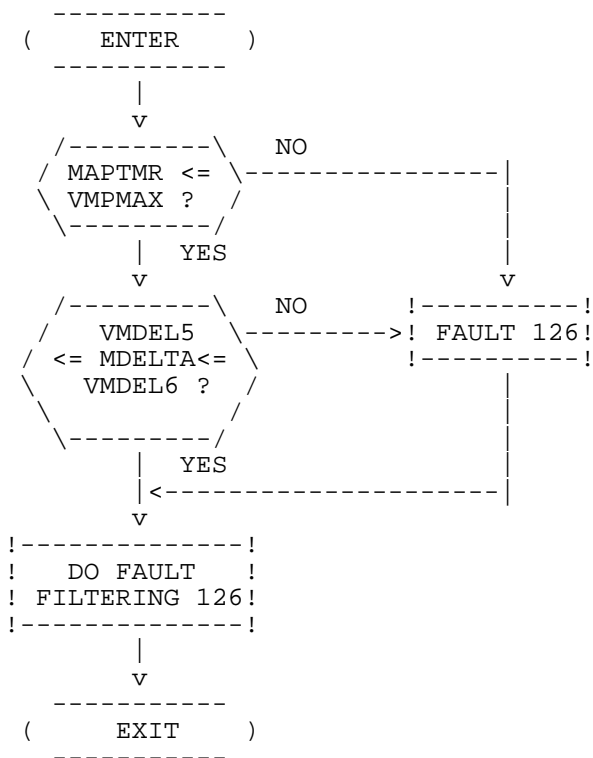 ENTER
NO
MAPTMR <=
VMPMAX ?
YES
NO
VMDEL5
FAULT 126
<= MDELTA<=
VMDEL6 ?
YES
DO FAULT
FILTERING 126
EXIT